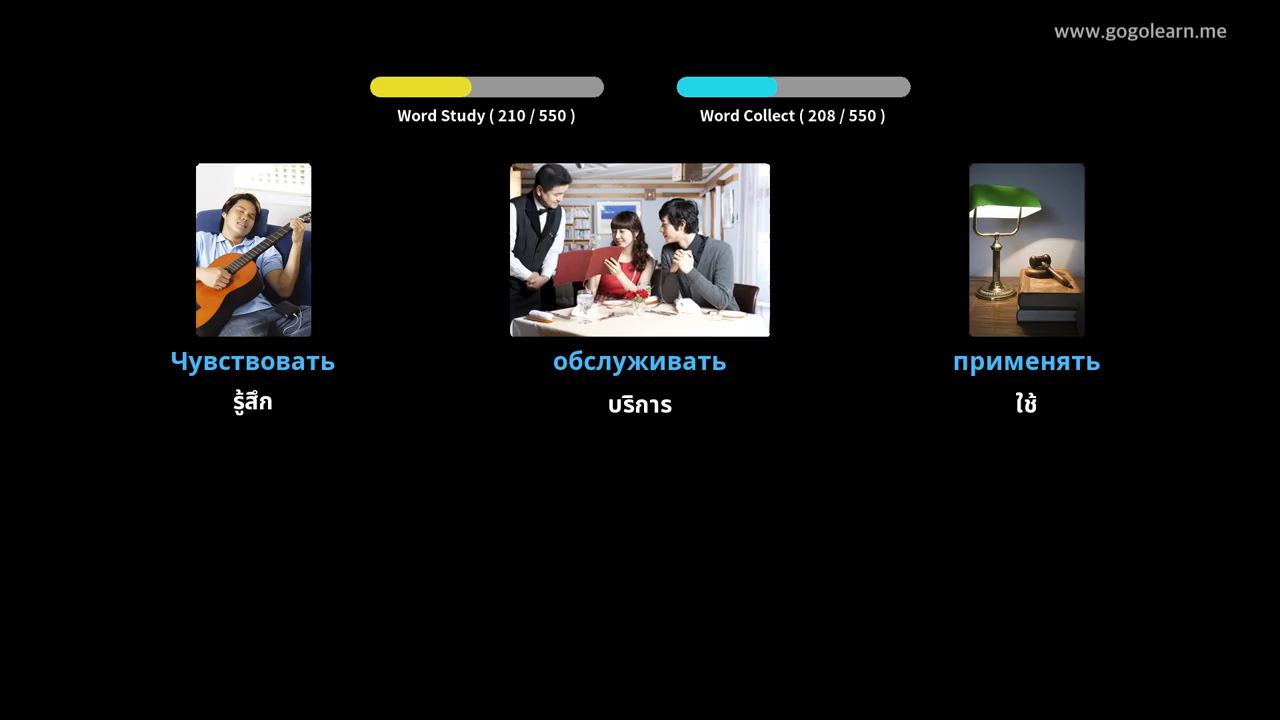 www.gogolearn.me
Word Study ( 210 / 550 )
Word Collect ( 208 / 550 )
Чувствовать
обслуживать
применять
รู้สึก
บริการ
ใช้